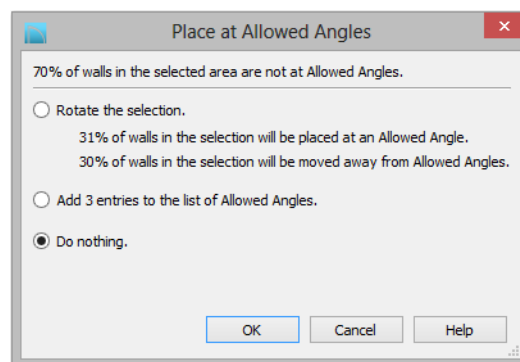 Place at Allowed Angles
70% of walls in the selected area are not at Allowed Angles.
Rotate the selection.
31% of walls in the selection will be placed at an Allowed Angle.
30% of walls in the selection will be moved away from Allowed Angles.
Add 3 entries to the list of Allowed Angles.
Do nothing.
OK Cancel Help